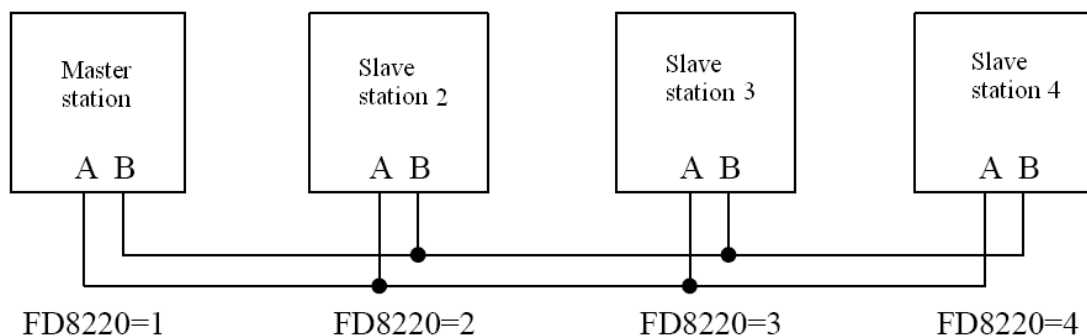 Master
station
A B
Slave
station 2
A B
Slave
station 3
A B
Slave
station 4
A B
FD8220=1
FD8220=2
FD8220=3
FD8220=4